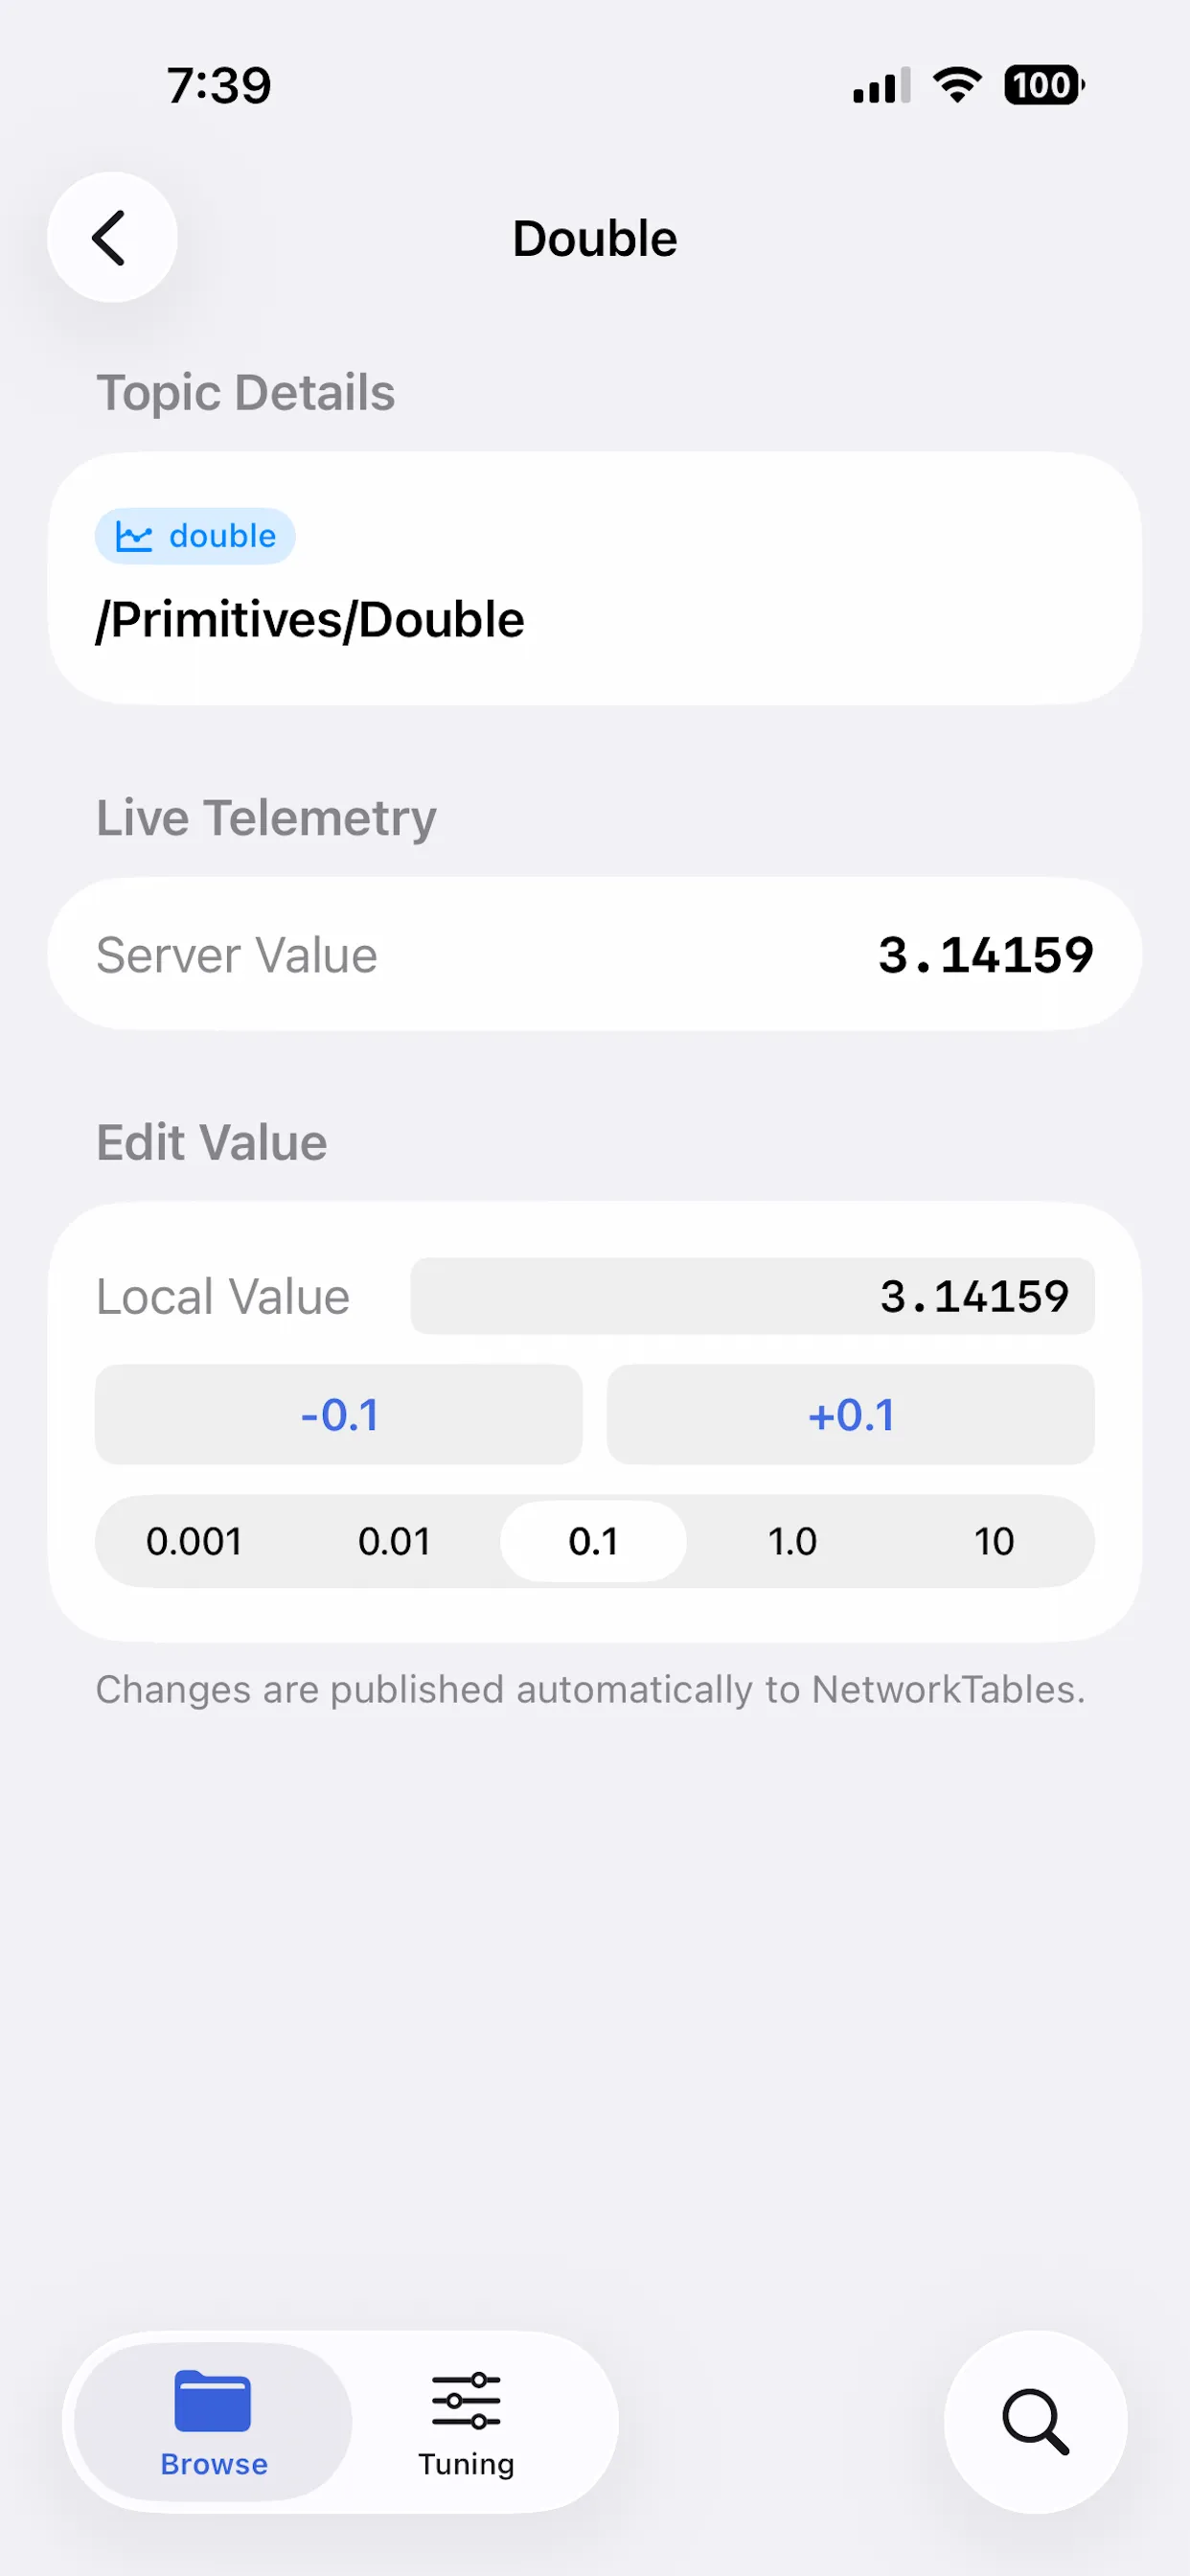 7:39
100
Double
Topic Details
double
/Primitives/Double
Live Telemetry
Server Value 3.14159
Edit Value
Local Value 3.14159
-0.1 +0.1
0.001 0.01 0.1 1.0 10
Changes are published automatically to NetworkTables.
Browse Tuning